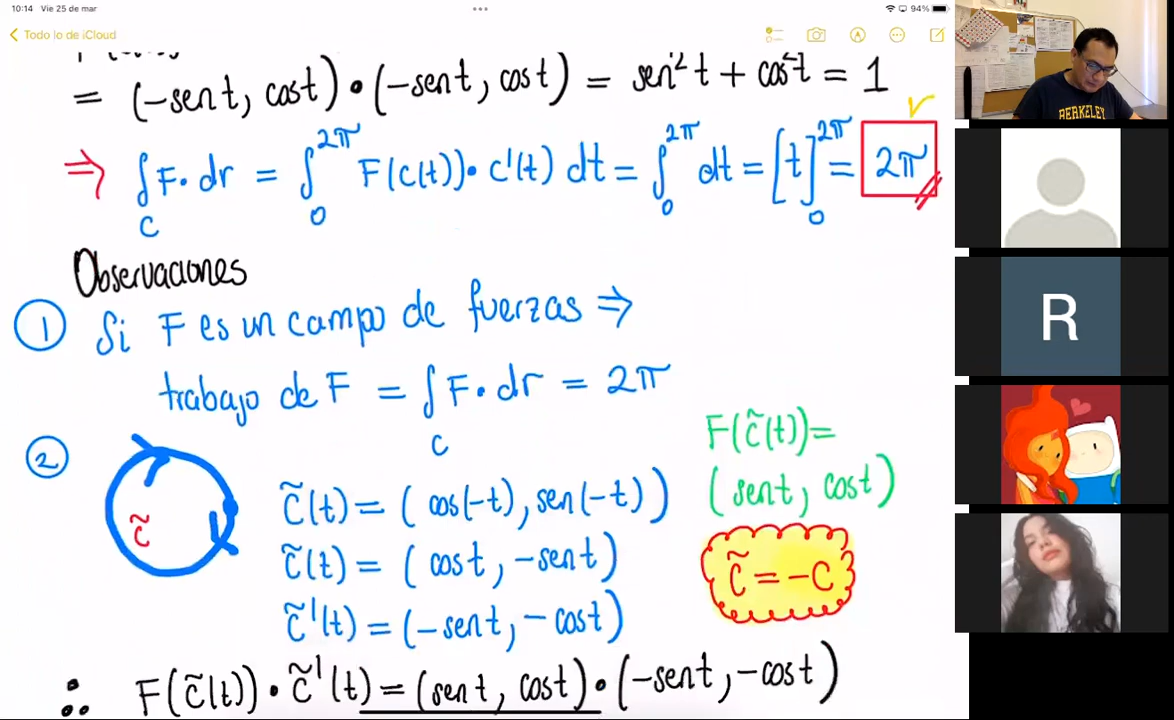 10:14 Vie 25 de mar
94%
Todo lo de iCloud
= (-sent, cost) • (-sent, cost) = sen²t + cos²t = 1
⇒ ∫_C F · dr = ∫_0^{2π} F(c(t)) · c'(t) dt = ∫_0^{2π} dt = [t]_0^{2π} = 2π
Observaciones
① Si F es un campo de fuerzas ⇒
trabajo de F = ∫_C F · dr = 2π
②
F(c̃(t)) =
(sent, cost)
c̃
c̃(t) = (cos(-t), sen(-t))
c̃(t) = (cost, -sent)
c̃ = -C
c̃'(t) = (-sent, -cost)
∴ F(c̃(t)) • c̃'(t) = (sent, cost) • (-sent, -cost)
BERKELEY
R